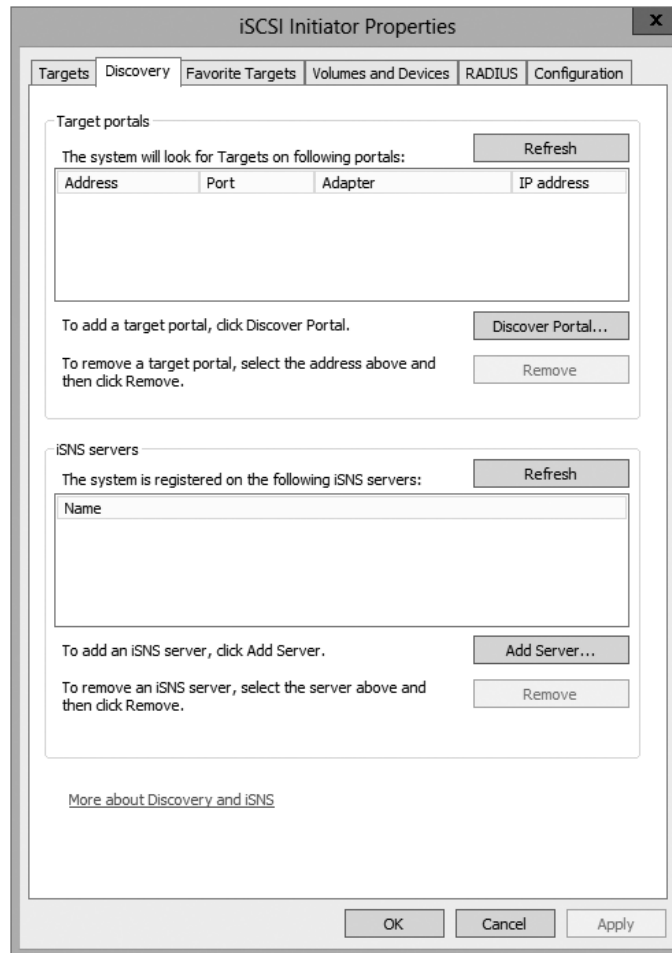 iSCSI Initiator Properties
x
Targets Discovery Favorite Targets Volumes and Devices RADIUS Configuration
Target portals
The system will look for Targets on following portals:
Refresh
Address Port Adapter IP address
To add a target portal, click Discover Portal.
Discover Portal...
To remove a target portal, select the address above and
then click Remove.
Remove
iSNS servers
The system is registered on the following iSNS servers:
Refresh
Name
To add an iSNS server, click Add Server.
Add Server...
To remove an iSNS server, select the server above and
then click Remove.
Remove
More about Discovery and iSNS
OK Cancel Apply